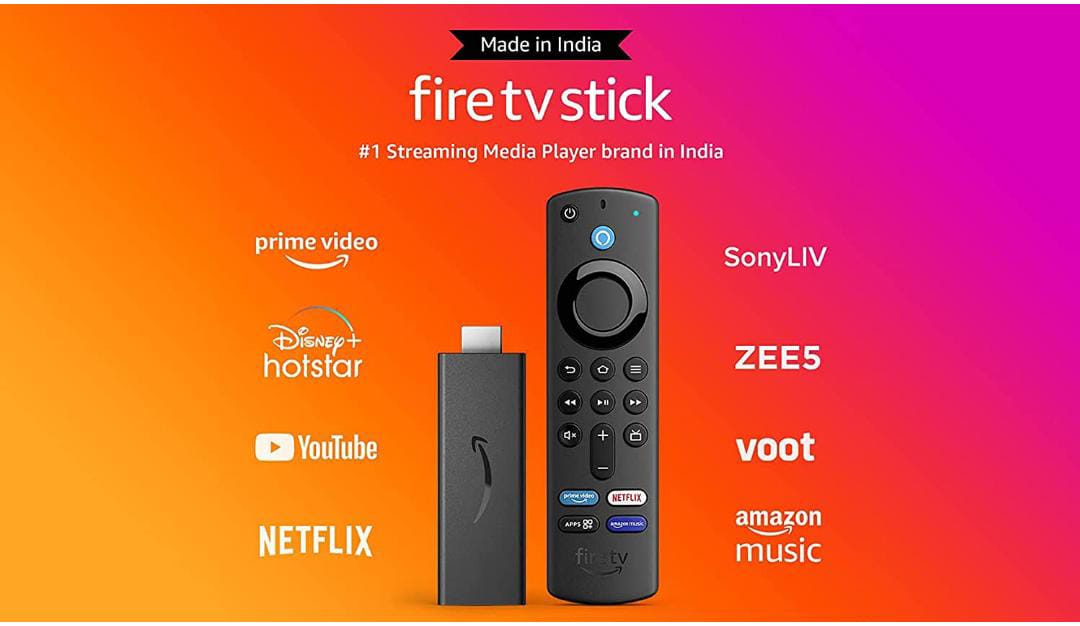 Made in India
fire tv stick
#1 Streaming Media Player brand in India
prime video
Disney+
hotstar
YouTube
NETFLIX
SonyLIV
ZEE5
voot
amazon
music
prime video
NETFLIX
APPS
amazon music
fire tv